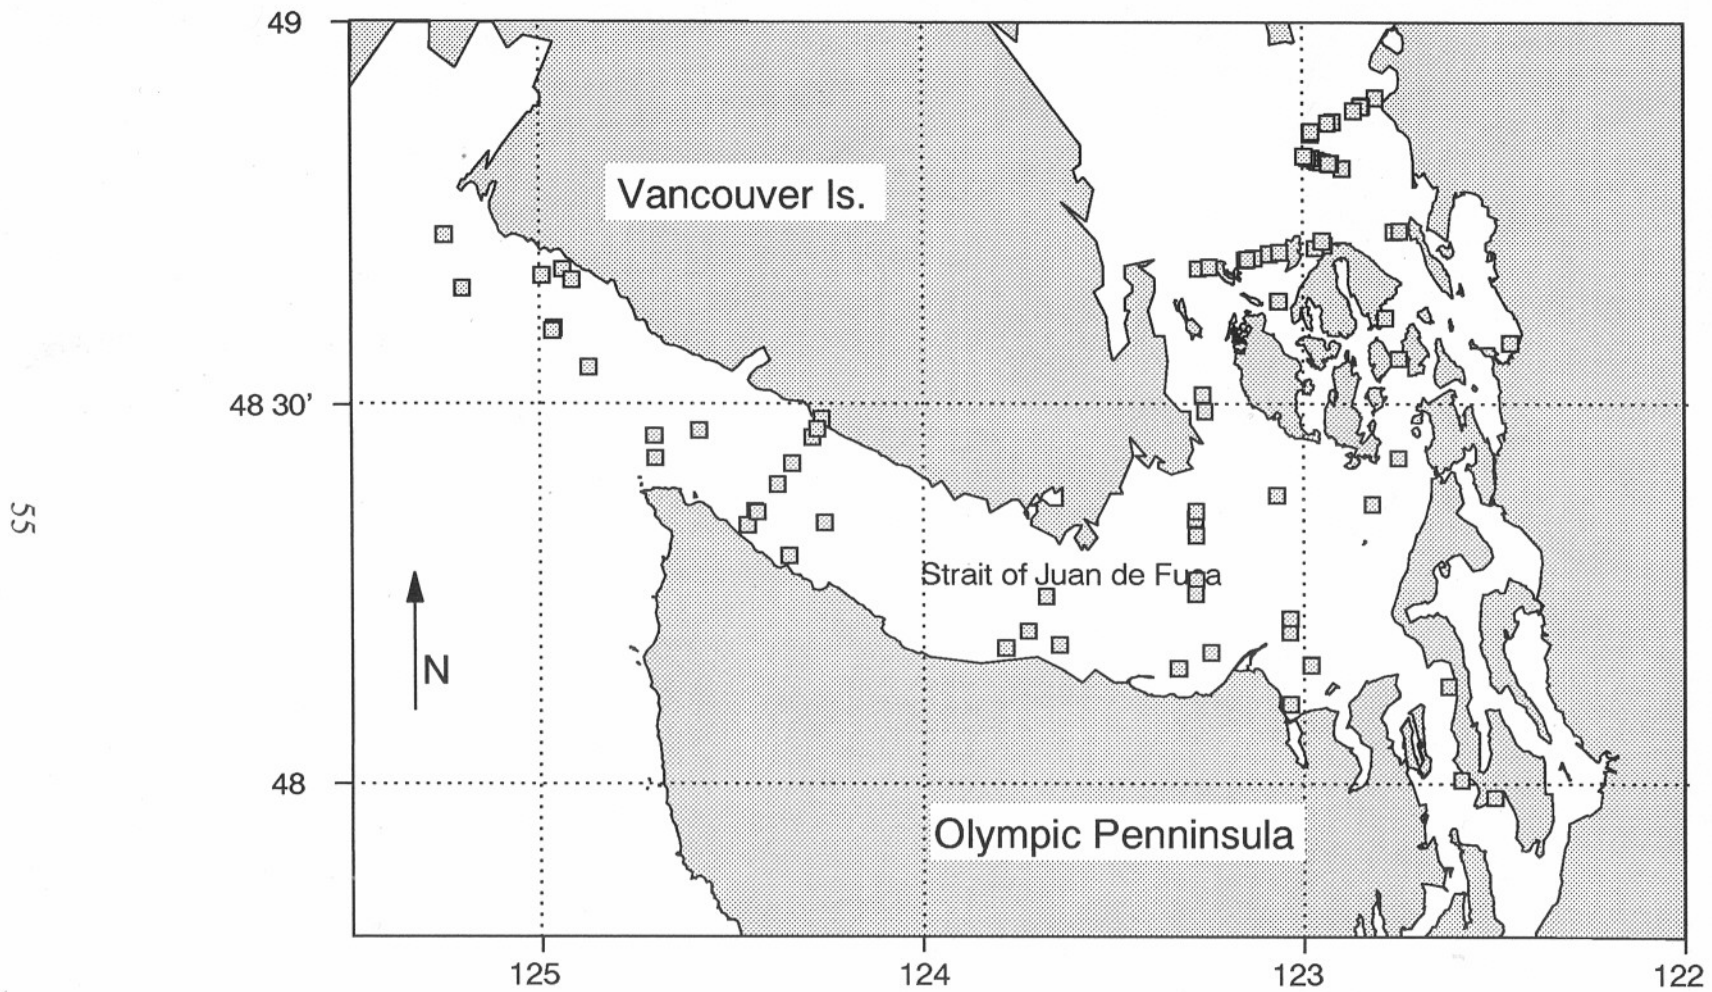 49
Vancouver Is.
48 30'
Strait of Juan de Fuca
N
48
Olympic Penninsula
125
124
123
122
55